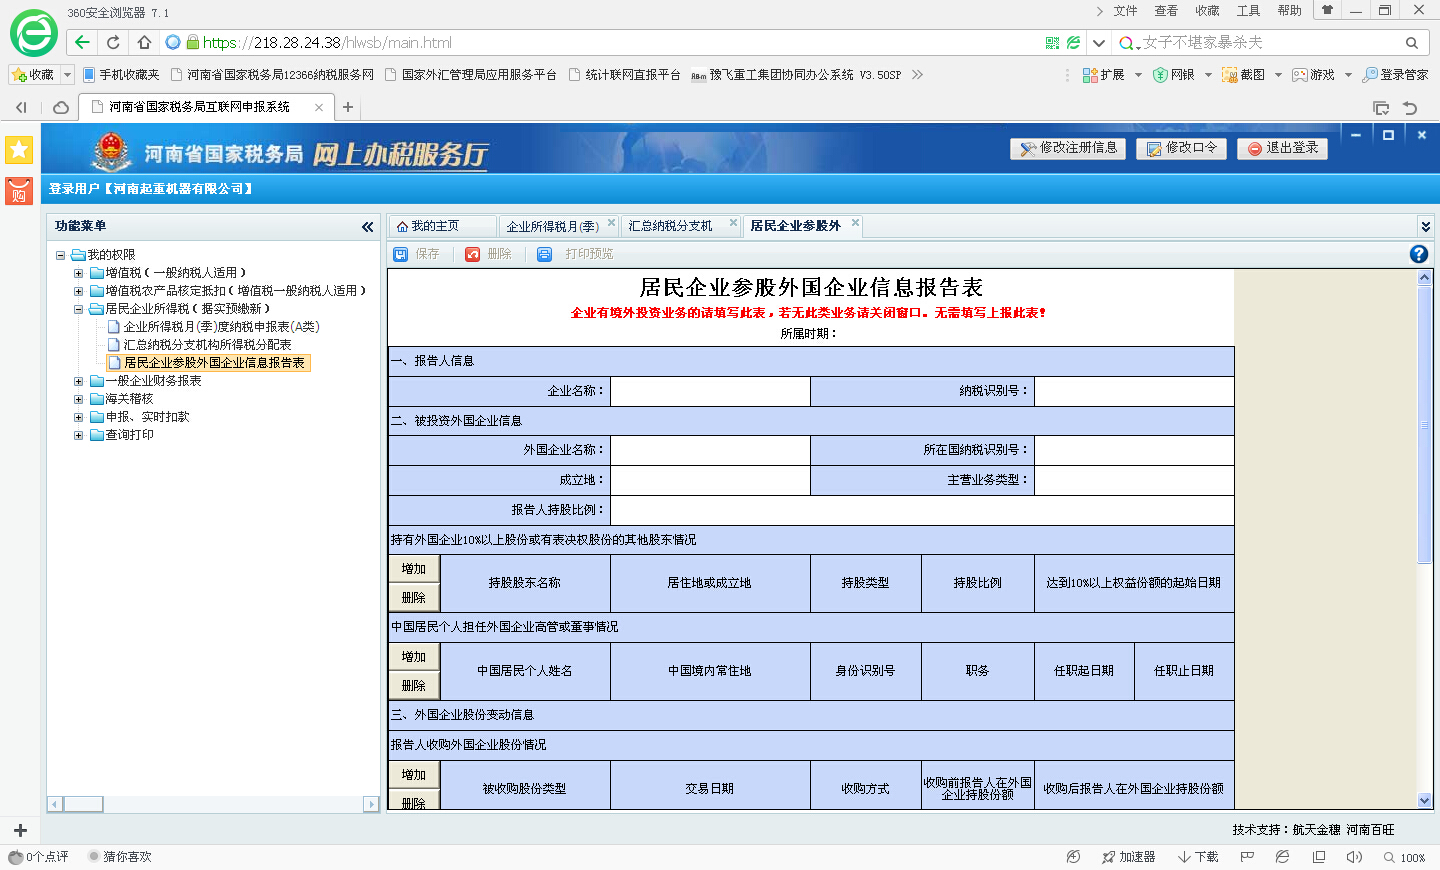 360安全浏览器 7.1
文件 查看 收藏 工具 帮助
https://218.28.24.38/hlwsb/main.html
女子不堪家暴杀夫
收藏 手机收藏夹 河南省国家税务局12366纳税服务网 国家外汇管理局应用服务平台 统计联网直报平台 RBm 豫飞重工集团协同办公系统 V3.50SP
扩展 网银 截图 游戏 登录管家
河南省国家税务局互联网申报系统
购
河南省国家税务局 网上办税服务厅
修改注册信息 修改口令 退出登录
登录用户【河南起重机器有限公司】
功能菜单
我的权限
增值税（一般纳税人适用）
增值税农产品核定抵扣（增值税一般纳税人适用）
居民企业所得税（据实预缴新）
企业所得税月(季)度纳税申报表(A类)
汇总纳税分支机构所得税分配表
居民企业参股外国企业信息报告表
一般企业财务报表
海关稽核
申报、实时扣款
查询打印
我的主页 企业所得税月(季) 汇总纳税分支机 居民企业参股外
保存 删除 打印预览
居民企业参股外国企业信息报告表
企业有境外投资业务的请填写此表，若无此类业务请关闭窗口。无需填写上报此表！
所属时期：
一、报告人信息
企业名称： 纳税识别号：
二、被投资外国企业信息
外国企业名称： 所在国纳税识别号：
成立地： 主营业务类型：
报告人持股比例：
持有外国企业10%以上股份或有表决权股份的其他股东情况
增加
删除
持股股东名称 居住地或成立地 持股类型 持股比例 达到10%以上权益份额的起始日期
中国居民个人担任外国企业高管或董事情况
增加
删除
中国居民个人姓名 中国境内常住地 身份识别号 职务 任职起日期 任职止日期
三、外国企业股份变动信息
报告人收购外国企业股份情况
增加
删除
被收购股份类型 交易日期 收购方式 收购前报告人在外国企业持股份额 收购后报告人在外国企业持股份额
技术支持：航天金穗 河南百旺
0个点评 猜你喜欢
加速器 下载 100%